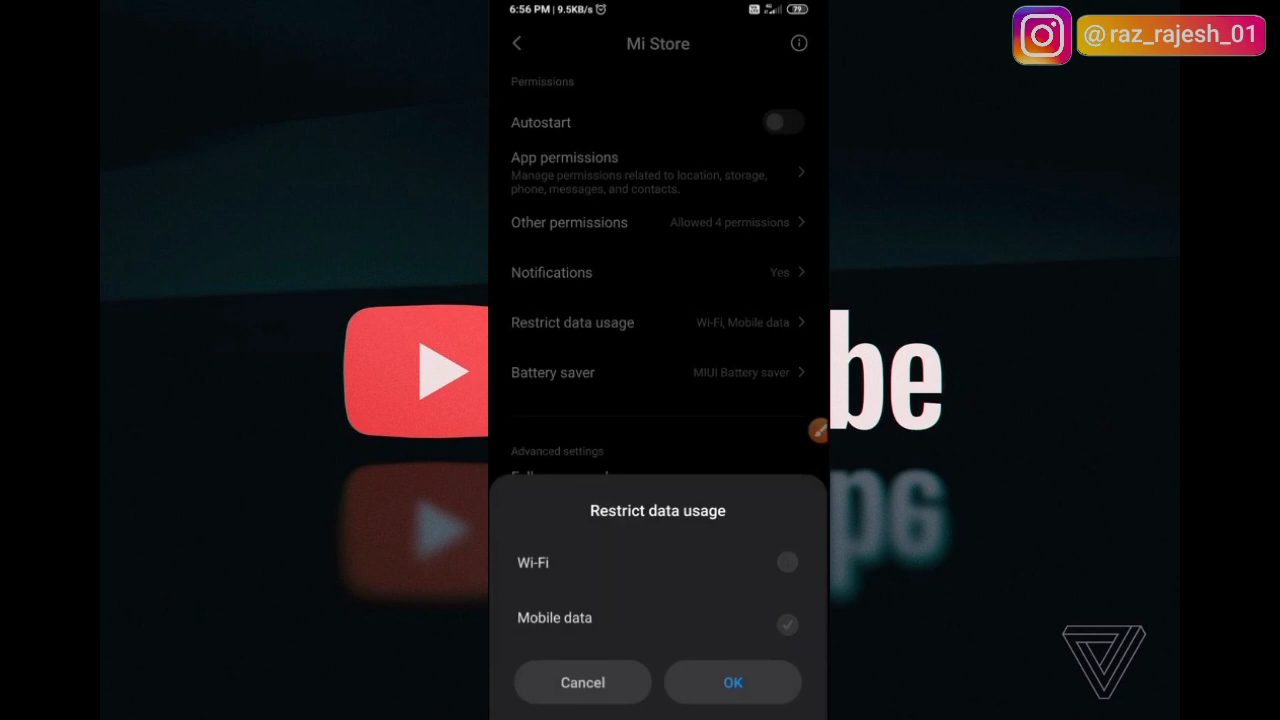 6:56 PM | 9.5KB/s
79
@raz_rajesh_01
Mi Store
Permissions
Autostart
App permissions
Manage permissions related to location, storage,
phone, messages, and contacts.
Other permissions Allowed 4 permissions
Notifications Yes
Restrict data usage Wi-Fi, Mobile data
Battery saver MIUI Battery saver
be
Advanced settings
Restrict data usage
Wi-Fi
Mobile data
Cancel OK